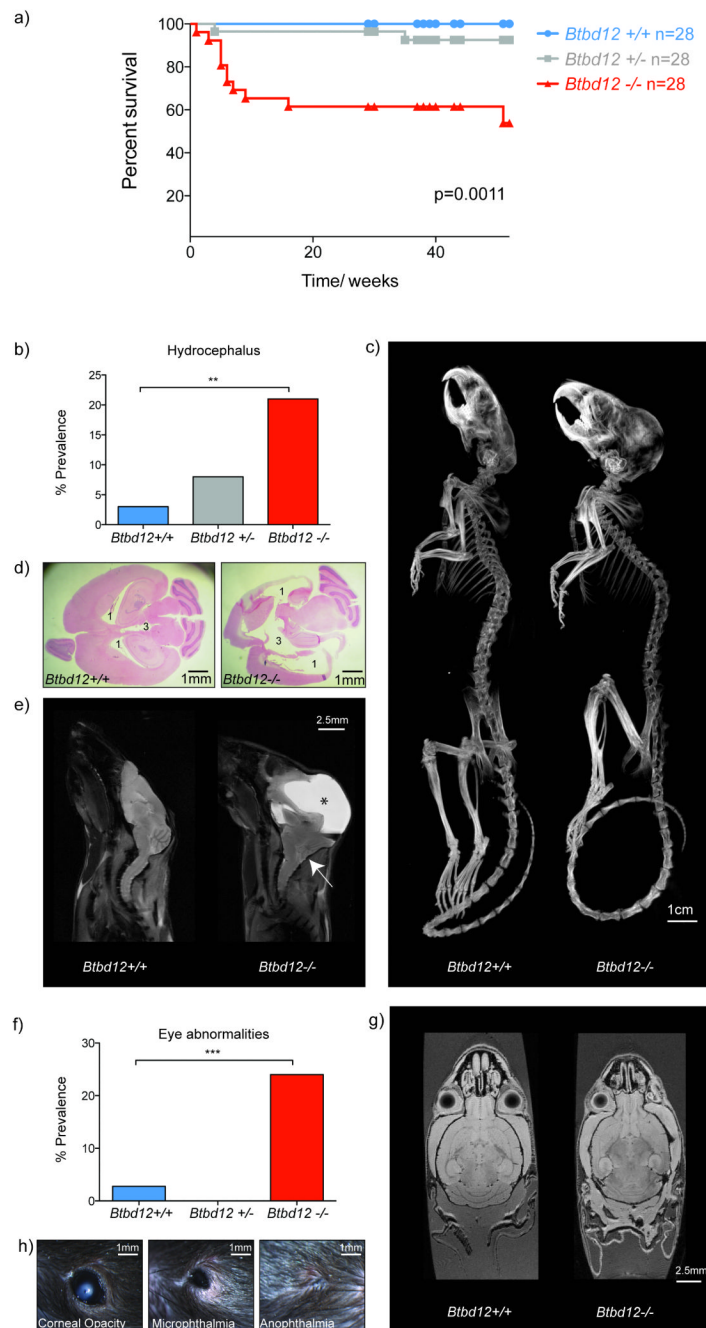 a)
Percent survival
100
80
60
40
20
0
20
40
Time/ weeks
p=0.0011
Btbd12 +/+ n=28
Btbd12 +/- n=28
Btbd12 -/- n=28
b)
Hydrocephalus
**
% Prevalence
25
20
15
10
5
0
Btbd12+/+
Btbd12 +/-
Btbd12 -/-
c)
1cm
Btbd12+/+
Btbd12-/-
d)
1
3
1
1mm
Btbd12+/+
1
3
1
1mm
Btbd12-/-
e)
2.5mm
*
Btbd12+/+
Btbd12-/-
f)
Eye abnormalities
***
% Prevalence
30
20
10
0
Btbd12+/+
Btbd12 +/-
Btbd12 -/-
g)
2.5mm
Btbd12+/+
Btbd12-/-
h)
1mm
Corneal Opacity
1mm
Microphthalmia
1mm
Anophthalmia